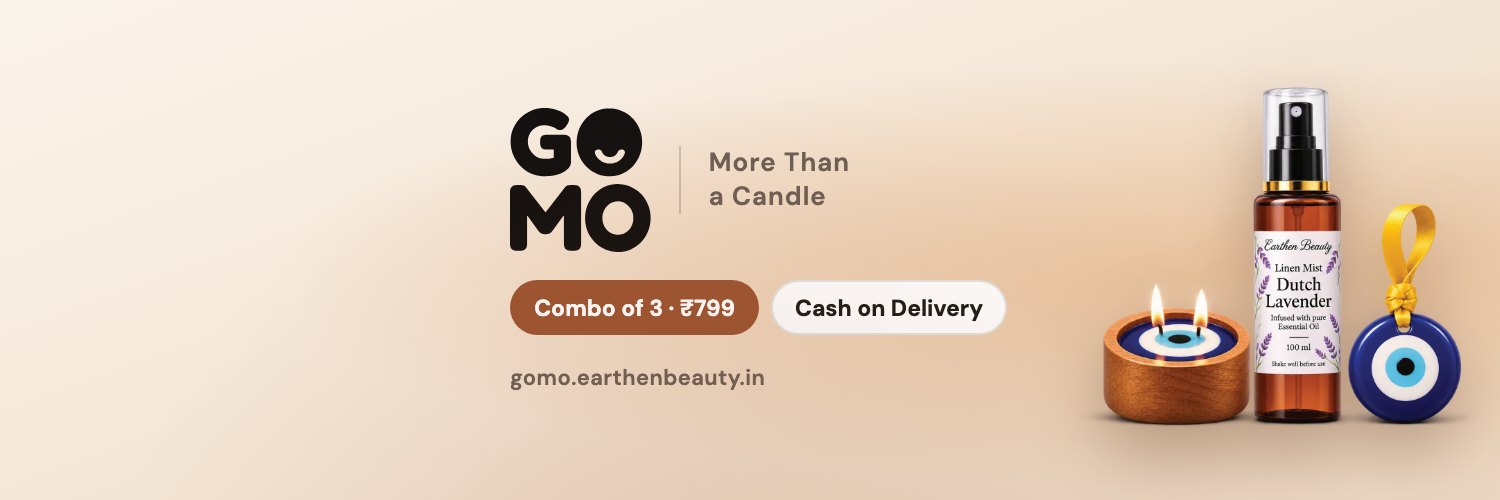 GO
MO
More Than
a Candle
Combo of 3 · ₹799
Cash on Delivery
gomo.earthenbeauty.in
Earthen Beauty
Linen Mist
Dutch
Lavender
Infused with pure
Essential Oil
100 ml
Shake well before use